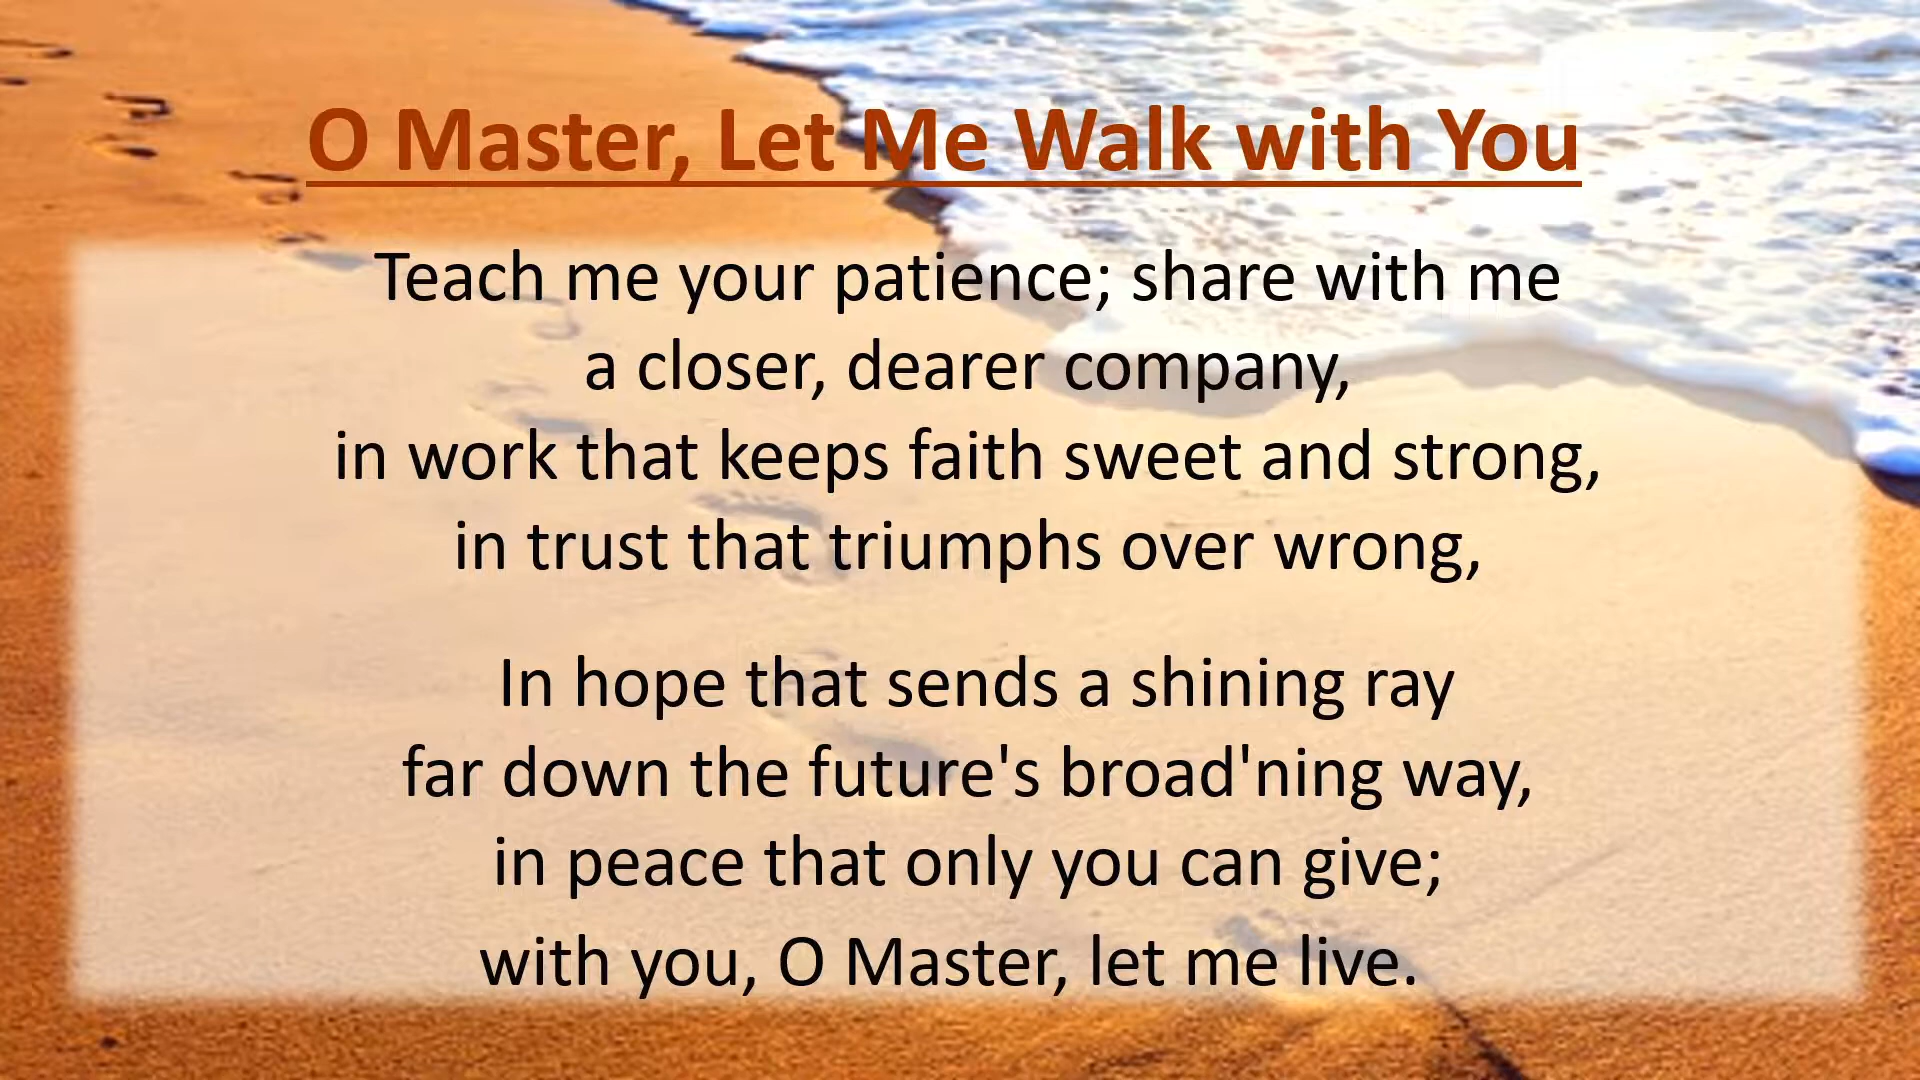 O Master, Let Me Walk with You
Teach me your patience; share with me
a closer, dearer company,
in work that keeps faith sweet and strong,
in trust that triumphs over wrong,
In hope that sends a shining ray
far down the future's broad'ning way,
in peace that only you can give;
with you, O Master, let me live.